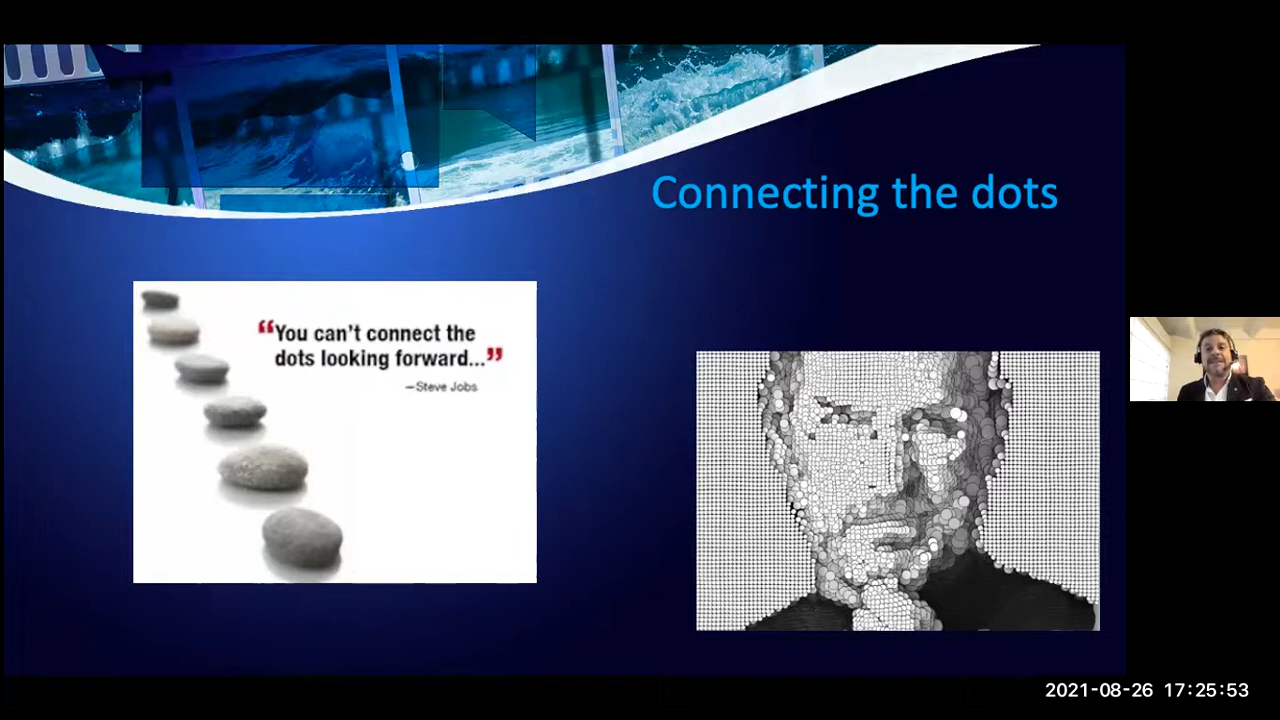 Connecting the dots
“You can’t connect the
dots looking forward...”
—Steve Jobs
2021-08-26 17:25:53